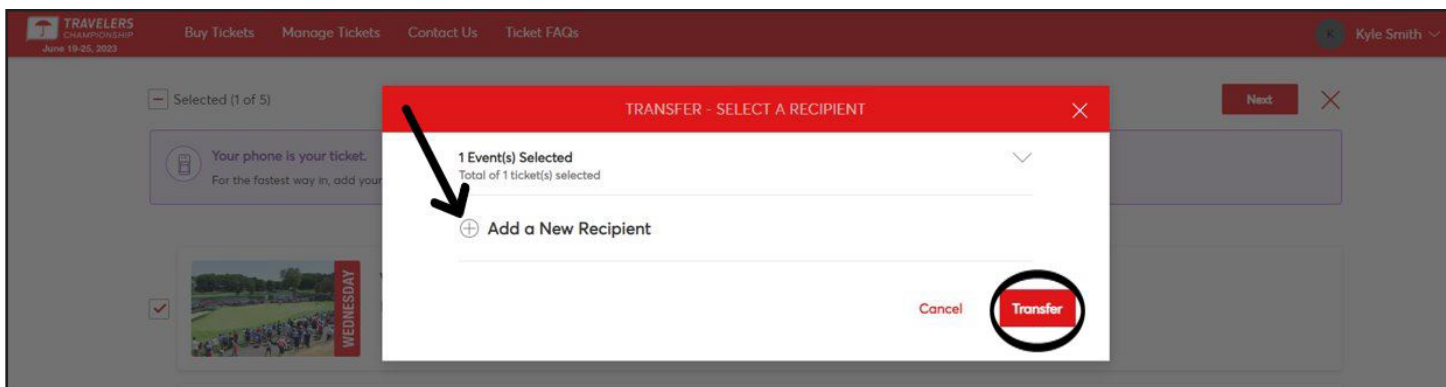 TRAVELERS
CHAMPIONSHIP
June 19-25, 2023
Buy Tickets Manage Tickets Contact Us Ticket FAQs
K Kyle Smith
Selected (1 of 5)
Next
TRANSFER - SELECT A RECIPIENT
Your phone is your ticket.
For the fastest way in, add your
1 Event(s) Selected
Total of 1 ticket(s) selected
Add a New Recipient
WEDNESDAY
Cancel Transfer